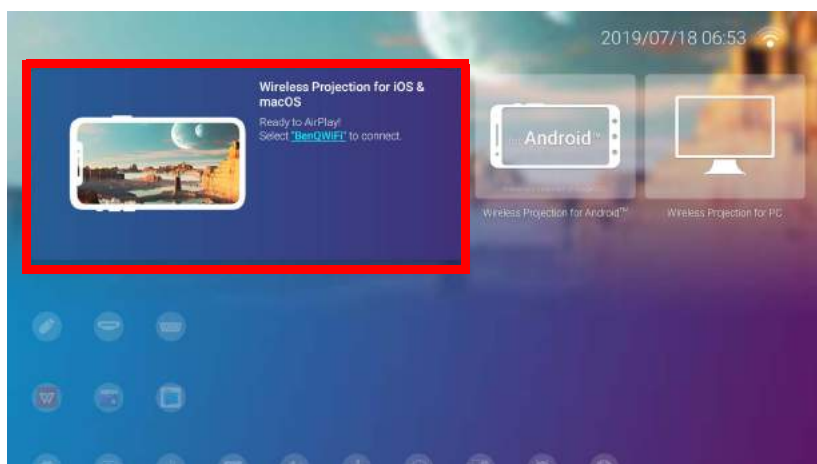 2019/07/18 06:53
Wireless Projection for iOS &
macOS
Ready to AirPlay!
Select "BenQWiFi" to connect.
Android™
Wireless Projection for Android™
Wireless Projection for PC
W